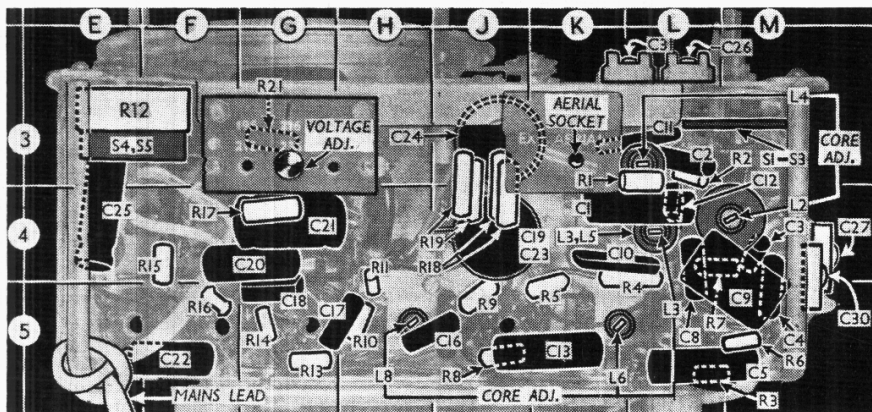 E F G H J K L M
C31 C26
R21 L4
R12 AERIAL SOCKET CORE ADJ.
3 S4,S5 VOLTAGE ADJ. C24 C11 S1-S3
R1 C2 R2 C12
R17 C1 L2
C25 C21 R19 C19 L3,L5 C3 C27
4 R18 C23 C10
R15 C20 R11 R4 C9
R16 C18 C17 R9 R5 L3 R7 C30
5 R14 R10 C16 C13 C8 C4
C22 R13 R8 C5 R6
L8 CORE ADJ. L6 R3
MAINS LEAD